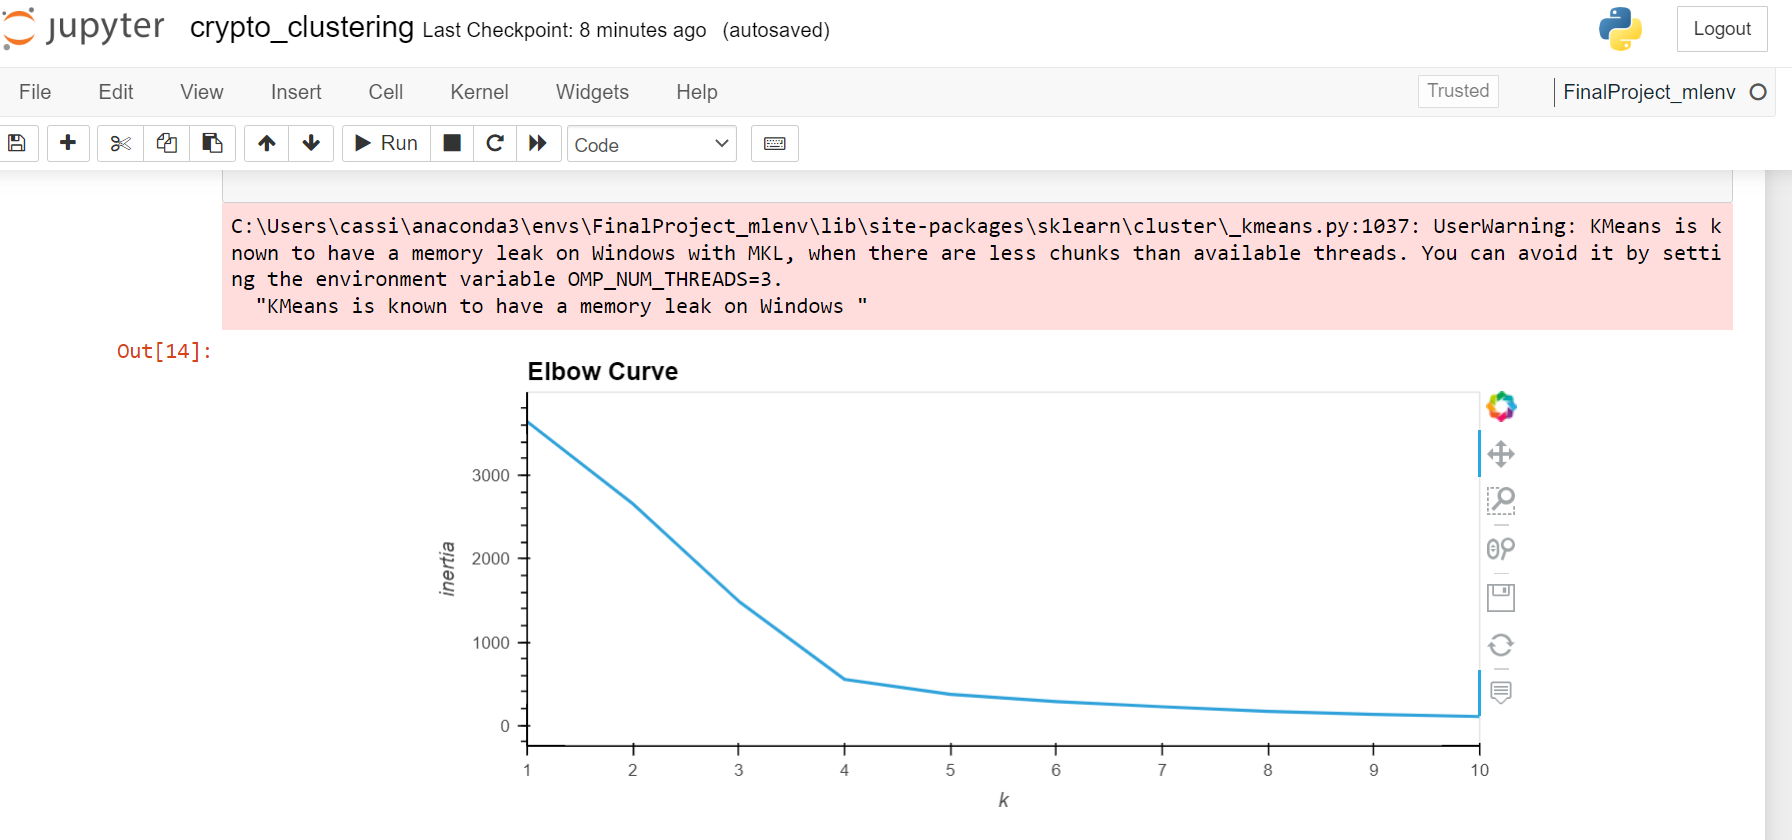 jupyter crypto_clustering Last Checkpoint: 8 minutes ago (autosaved) Logout
File Edit View Insert Cell Kernel Widgets Help Trusted FinalProject_mlenv
Run Code
C:\Users\cassi\anaconda3\envs\FinalProject_mlenv\lib\site-packages\sklearn\cluster\_kmeans.py:1037: UserWarning: KMeans is k
nown to have a memory leak on Windows with MKL, when there are less chunks than available threads. You can avoid it by setti
ng the environment variable OMP_NUM_THREADS=3.
"KMeans is known to have a memory leak on Windows "
Out[14]:
Elbow Curve
3000
2000
1000
0
inertia
1 2 3 4 5 6 7 8 9 10
k